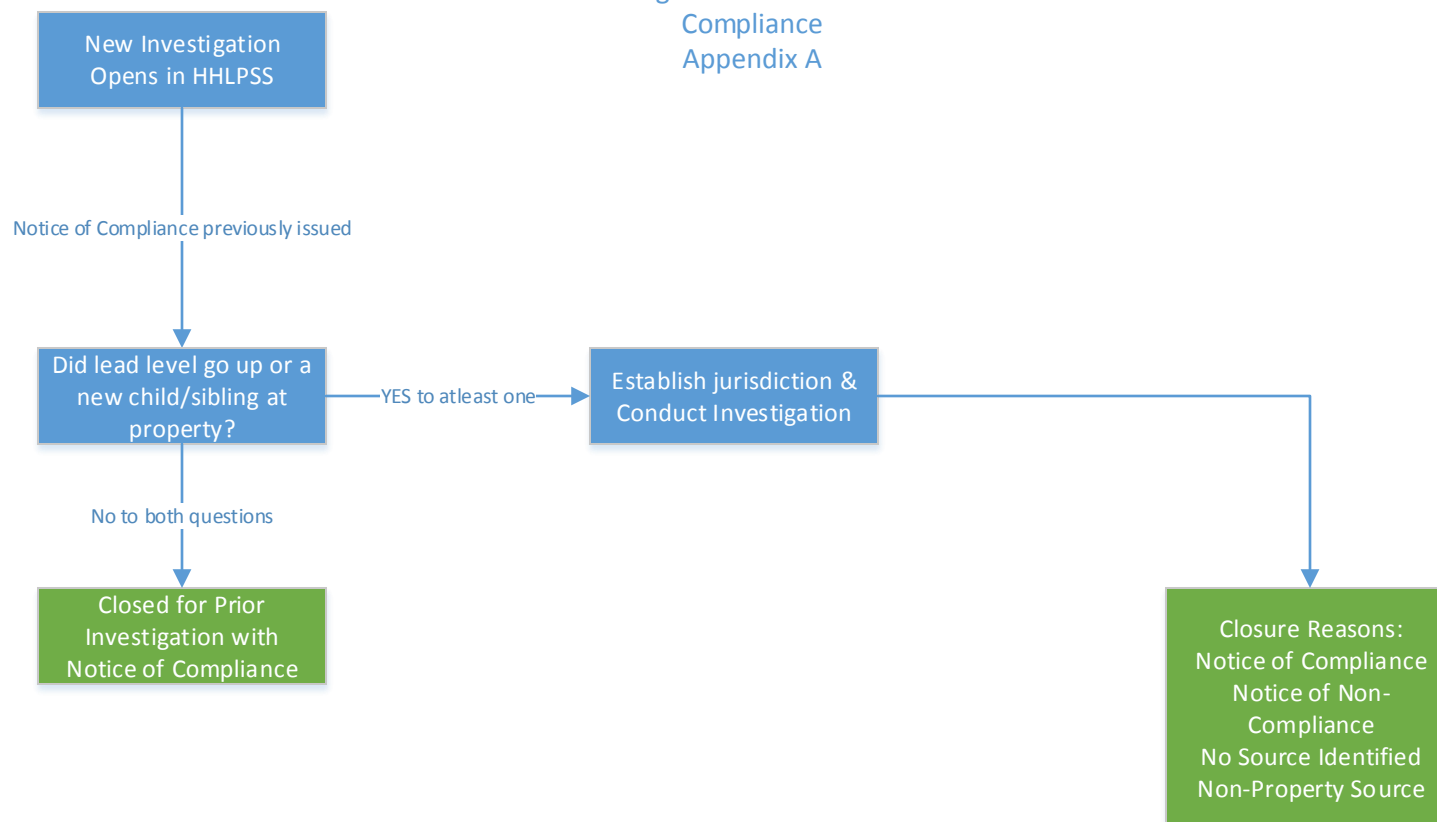 Compliance
Appendix A
New Investigation
Opens in HHLPSS
Notice of Compliance previously issued
Did lead level go up or a
new child/sibling at
property?
YES to atleast one
Establish jurisdiction &
Conduct Investigation
No to both questions
Closed for Prior
Investigation with
Notice of Compliance
Closure Reasons:
Notice of Compliance
Notice of Non-
Compliance
No Source Identified
Non-Property Source